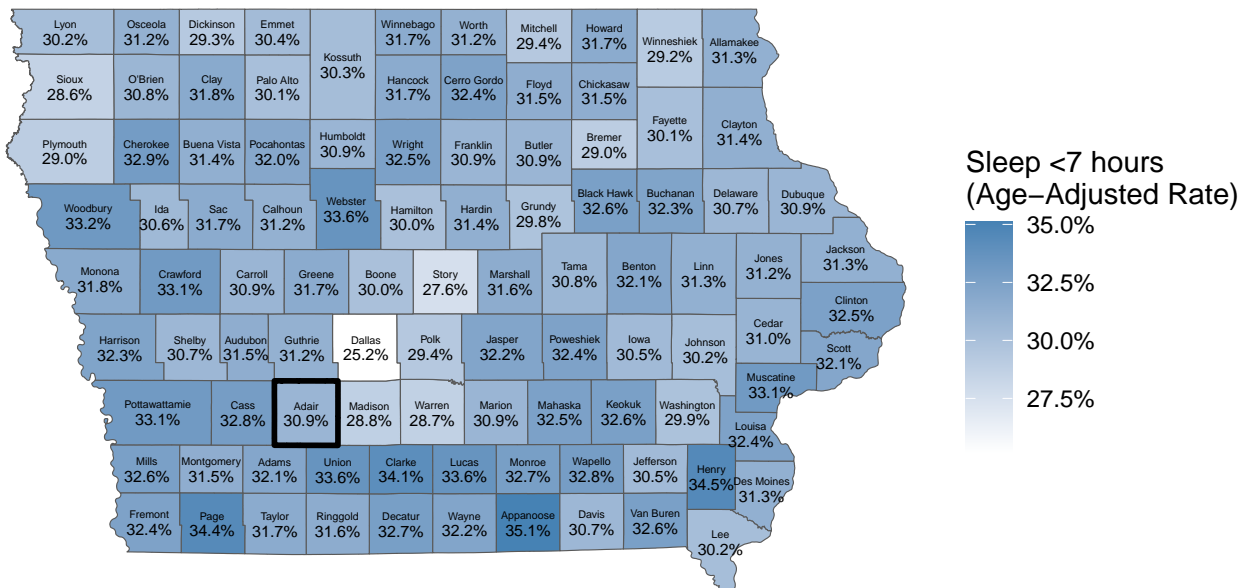 Lyon
30.2%
Osceola
31.2%
Dickinson
29.3%
Emmet
30.4%
Kossuth
30.3%
Winnebago
31.7%
Worth
31.2%
Mitchell
29.4%
Howard
31.7%
Winneshiek
29.2%
Allamakee
31.3%
Sioux
28.6%
O'Brien
30.8%
Clay
31.8%
Palo Alto
30.1%
Hancock
31.7%
Cerro Gordo
32.4%
Floyd
31.5%
Chickasaw
31.5%
Fayette
30.1%
Clayton
31.4%
Plymouth
29.0%
Cherokee
32.9%
Buena Vista
31.4%
Pocahontas
32.0%
Humboldt
30.9%
Wright
32.5%
Franklin
30.9%
Butler
30.9%
Bremer
29.0%
Woodbury
33.2%
Ida
30.6%
Sac
31.7%
Calhoun
31.2%
Webster
33.6%
Hamilton
30.0%
Hardin
31.4%
Grundy
29.8%
Black Hawk
32.6%
Buchanan
32.3%
Delaware
30.7%
Dubuque
30.9%
Monona
31.8%
Crawford
33.1%
Carroll
30.9%
Greene
31.7%
Boone
30.0%
Story
27.6%
Marshall
31.6%
Tama
30.8%
Benton
32.1%
Linn
31.3%
Jones
31.2%
Jackson
31.3%
Clinton
32.5%
Harrison
32.3%
Shelby
30.7%
Audubon
31.5%
Guthrie
31.2%
Dallas
25.2%
Polk
29.4%
Jasper
32.2%
Poweshiek
32.4%
Iowa
30.5%
Johnson
30.2%
Cedar
31.0%
Scott
32.1%
Muscatine
33.1%
Pottawattamie
33.1%
Cass
32.8%
Adair
30.9%
Madison
28.8%
Warren
28.7%
Marion
30.9%
Mahaska
32.5%
Keokuk
32.6%
Washington
29.9%
Louisa
32.4%
Mills
32.6%
Montgomery
31.5%
Adams
32.1%
Union
33.6%
Clarke
34.1%
Lucas
33.6%
Monroe
32.7%
Wapello
32.8%
Jefferson
30.5%
Henry
34.5%
Des Moines
31.3%
Fremont
32.4%
Page
34.4%
Taylor
31.7%
Ringgold
31.6%
Decatur
32.7%
Wayne
32.2%
Appanoose
35.1%
Davis
30.7%
Van Buren
32.6%
Lee
30.2%
Sleep <7 hours
(Age−Adjusted Rate)
35.0%
32.5%
30.0%
27.5%